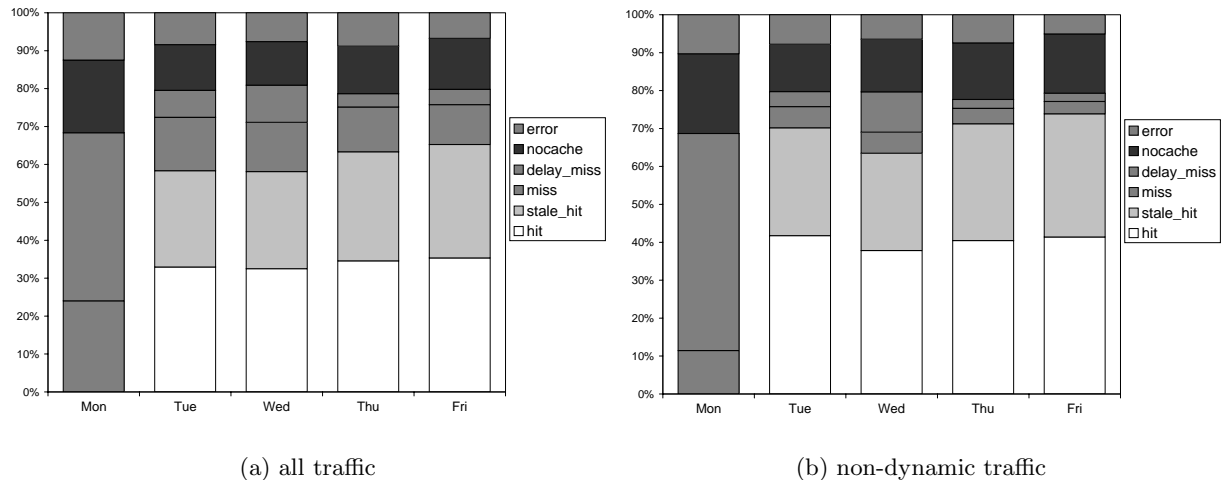 100%
90%
80%
70%
60%
50%
40%
30%
20%
10%
0%
Mon Tue Wed Thu Fri
error
nocache
delay_miss
miss
stale_hit
hit
(a) all traffic
100%
90%
80%
70%
60%
50%
40%
30%
20%
10%
0%
Mon Tue Wed Thu Fri
error
nocache
delay_miss
miss
stale_hit
hit
(b) non-dynamic traffic